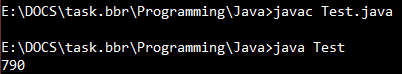 E:\DOCS\task.bbr\Programming\Java>javac Test.java
E:\DOCS\task.bbr\Programming\Java>java Test
790